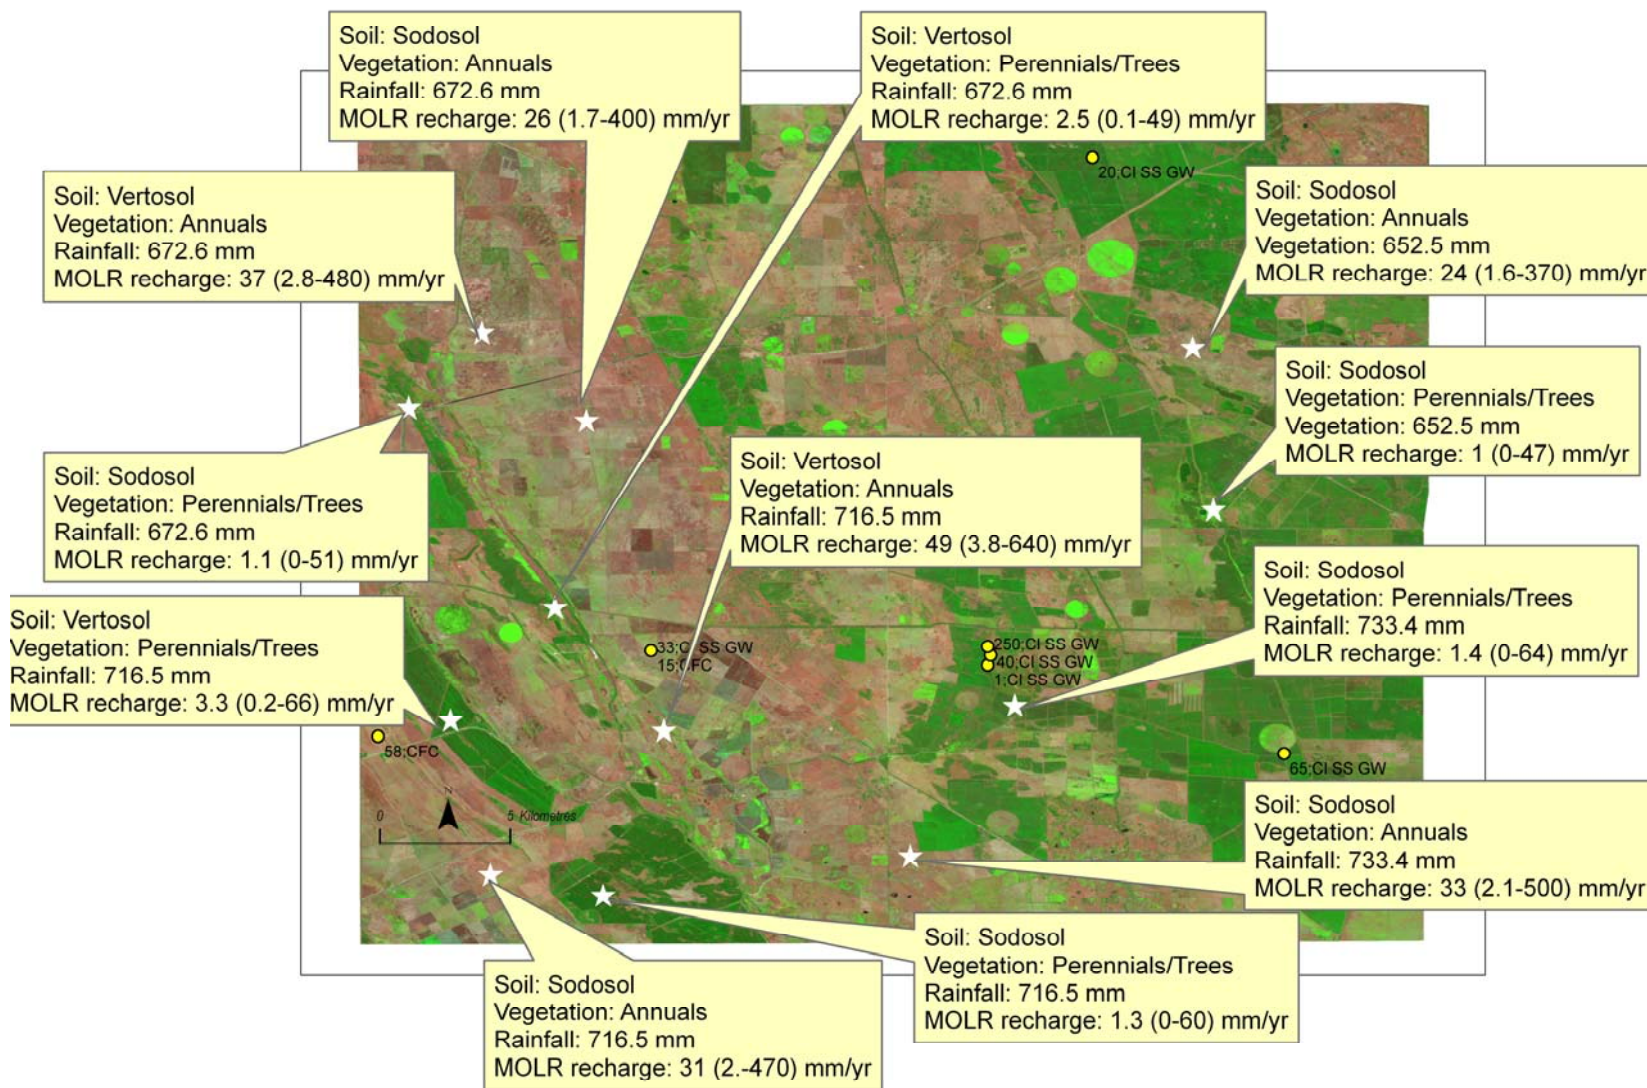 Soil: Sodosol
Vegetation: Annuals
Rainfall: 672.6 mm
MOLR recharge: 26 (1.7-400) mm/yr
Soil: Vertosol
Vegetation: Perennials/Trees
Rainfall: 672.6 mm
MOLR recharge: 2.5 (0.1-49) mm/yr
20;Cl SS GW
Soil: Vertosol
Vegetation: Annuals
Rainfall: 672.6 mm
MOLR recharge: 37 (2.8-480) mm/yr
Soil: Sodosol
Vegetation: Annuals
Vegetation: 652.5 mm
MOLR recharge: 24 (1.6-370) mm/yr
Soil: Sodosol
Vegetation: Perennials/Trees
Vegetation: 652.5 mm
MOLR recharge: 1 (0-47) mm/yr
Soil: Sodosol
Vegetation: Perennials/Trees
Rainfall: 672.6 mm
MOLR recharge: 1.1 (0-51) mm/yr
Soil: Vertosol
Vegetation: Annuals
Rainfall: 716.5 mm
MOLR recharge: 49 (3.8-640) mm/yr
Soil: Sodosol
Vegetation: Perennials/Trees
Rainfall: 733.4 mm
MOLR recharge: 1.4 (0-64) mm/yr
Soil: Vertosol
Vegetation: Perennials/Trees
Rainfall: 716.5 mm
MOLR recharge: 3.3 (0.2-66) mm/yr
33;Cl SS GW
15;CFC
250;Cl SS GW
40;Cl SS GW
1;Cl SS GW
58;CFC
65;Cl SS GW
N
0 5 Kilometres
Soil: Sodosol
Vegetation: Annuals
Rainfall: 733.4 mm
MOLR recharge: 33 (2.1-500) mm/yr
Soil: Sodosol
Vegetation: Perennials/Trees
Rainfall: 716.5 mm
MOLR recharge: 1.3 (0-60) mm/yr
Soil: Sodosol
Vegetation: Annuals
Rainfall: 716.5 mm
MOLR recharge: 31 (2.-470) mm/yr